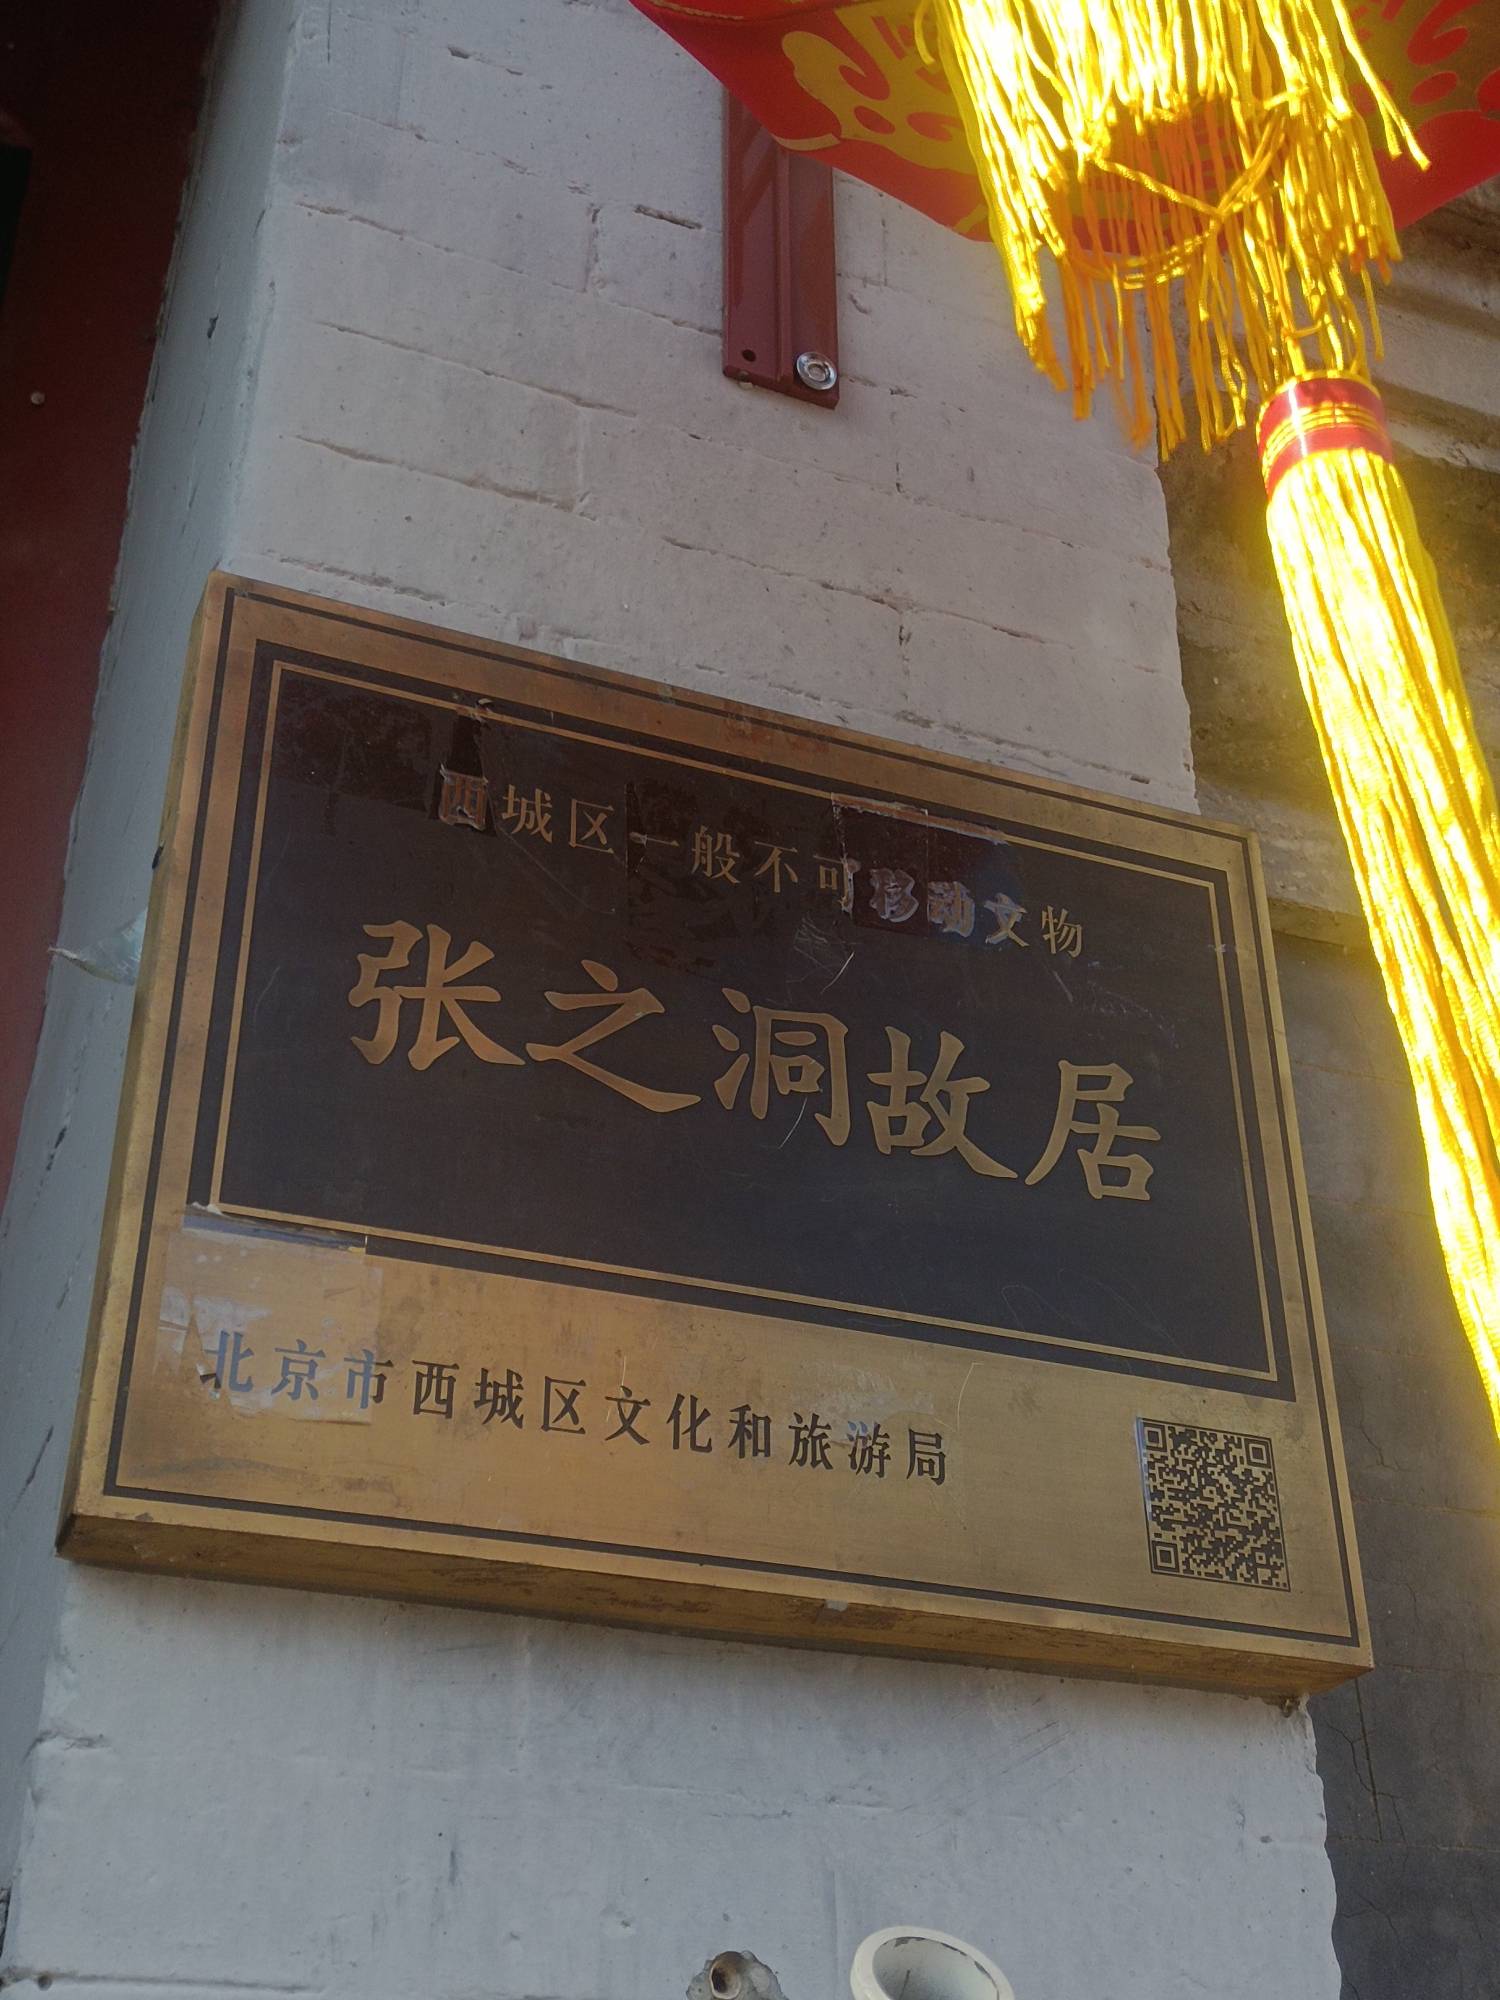 西城区一般不可移动文物
张之洞故居
北京市西城区文化和旅游局